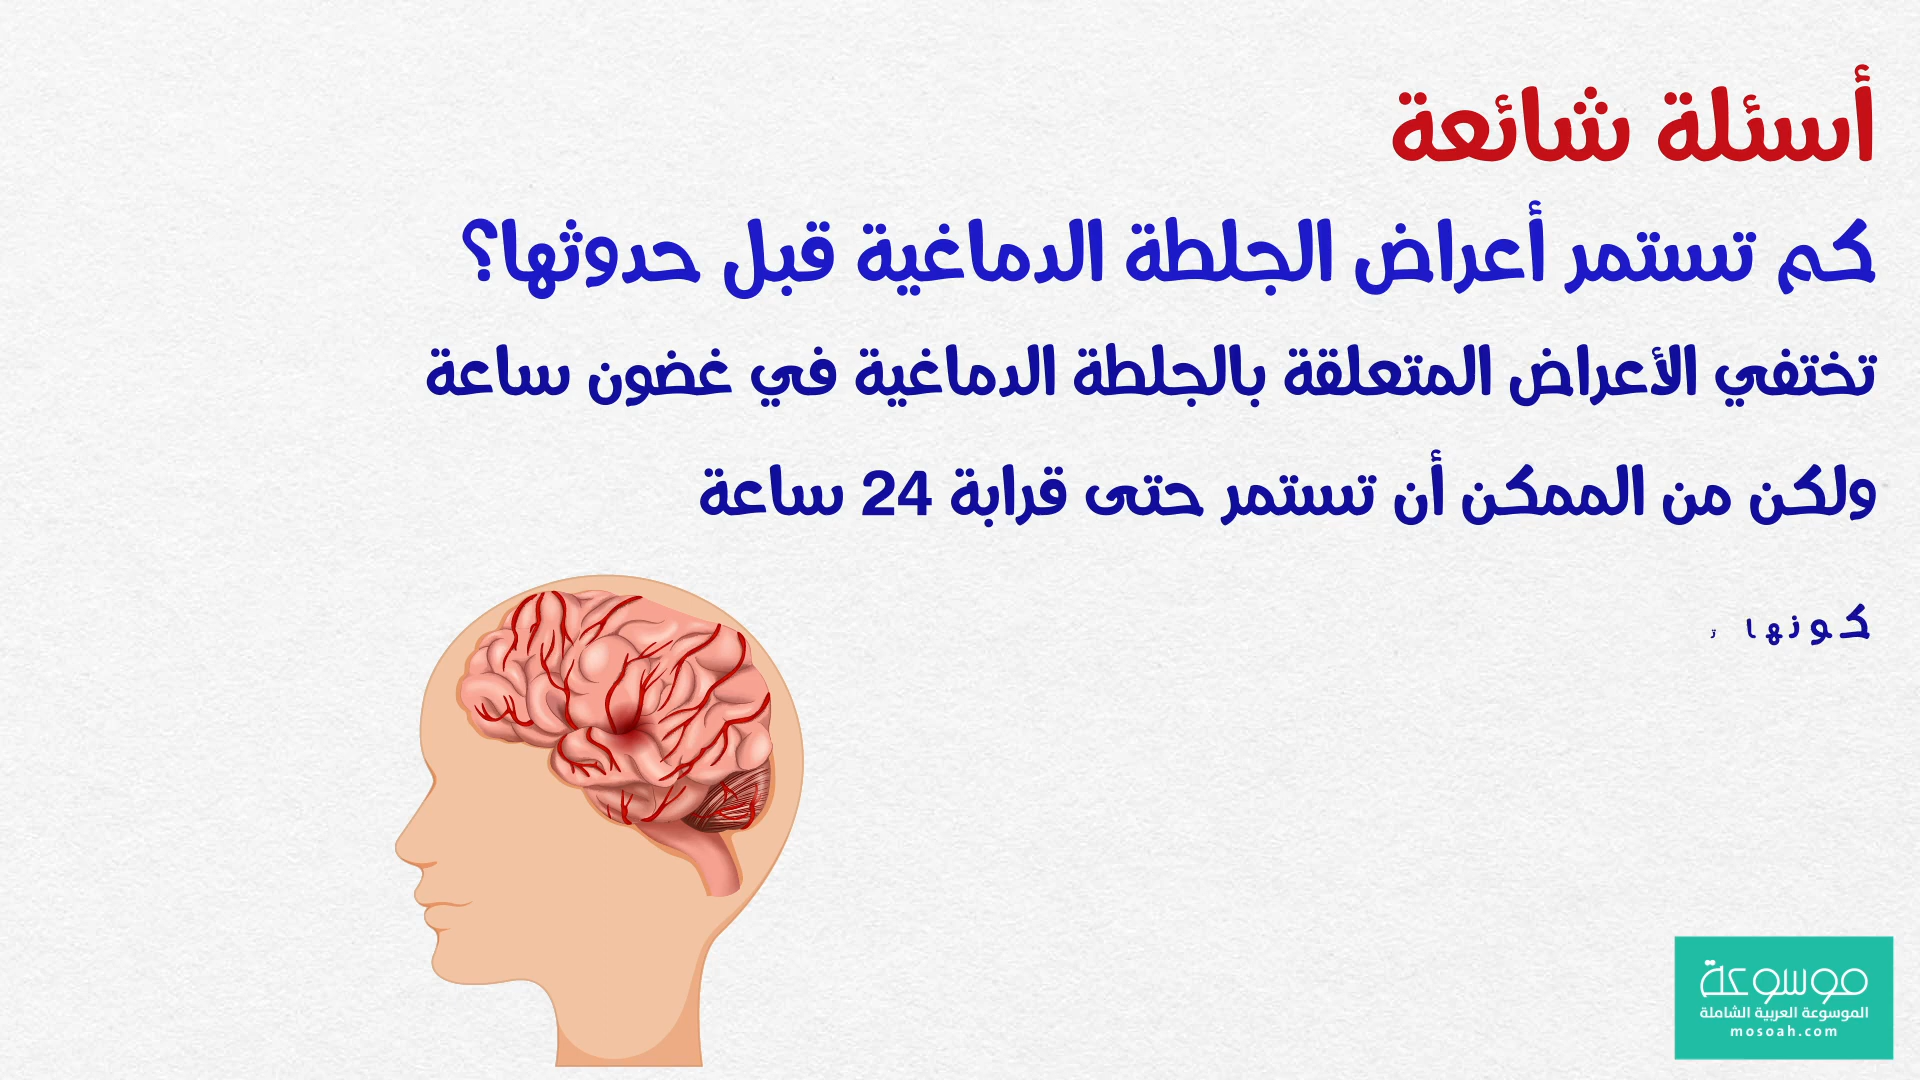 أسئلة شائعة
كم تستمر أعراض الجلطة الدماغية قبل حدوثها؟
تختفي الأعراض المتعلقة بالجلطة الدماغية في غضون ساعة
ولكن من الممكن أن تستمر حتى قرابة 24 ساعة
كونها ت
موسوعة
الموسوعة العربية الشاملة
mosoah.com